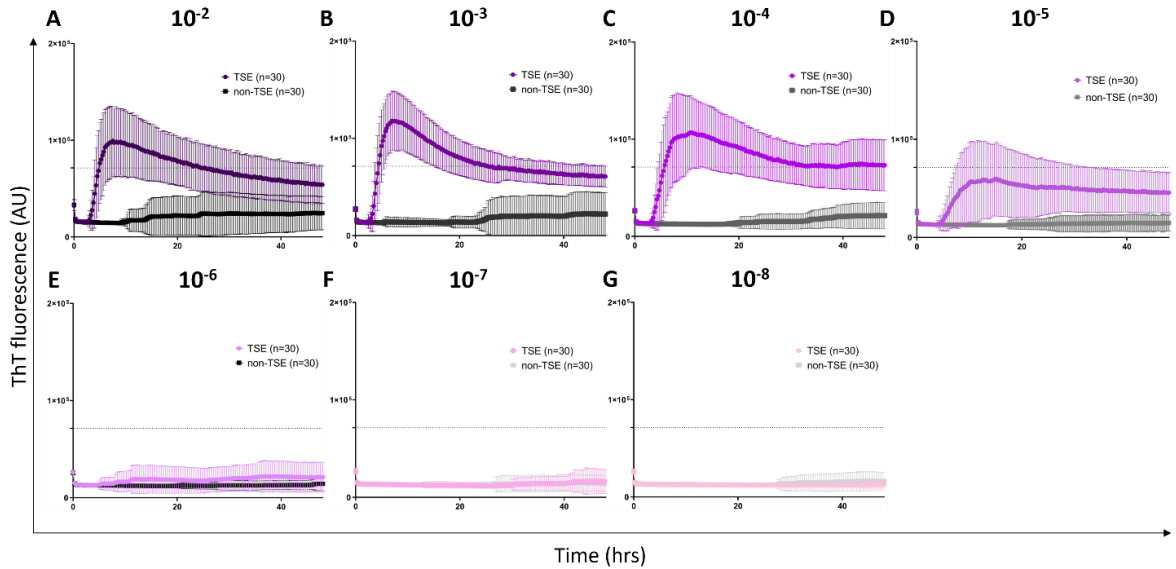 A 10⁻² B 10⁻³ C 10⁻⁴ D 10⁻⁵
2×10⁵ 2×10⁵ 2×10⁵ 2×10⁵
TSE (n=30) TSE (n=30) TSE (n=30) TSE (n=30)
non-TSE (n=30) non-TSE (n=30) non-TSE (n=30) non-TSE (n=30)
1×10⁵ 1×10⁵ 1×10⁵ 1×10⁵
0 0 0 0
20 40 20 40 20 40 20 40
E 10⁻⁶ F 10⁻⁷ G 10⁻⁸
2×10⁵ 2×10⁵ 2×10⁵
TSE (n=30) TSE (n=30) TSE (n=30)
non-TSE (n=30) non-TSE (n=30) non-TSE (n=30)
1×10⁵ 1×10⁵ 1×10⁵
0 0 0
0 20 40 0 20 40 0 20 40
ThT fluorescence (AU)
Time (hrs)